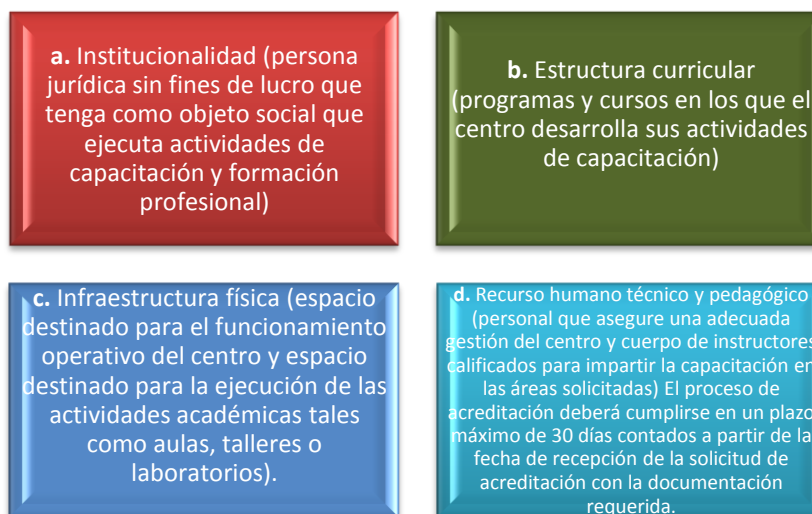 a. Institucionalidad (persona
jurídica sin fines de lucro que
tenga como objeto social que
ejecuta actividades de
capacitación y formación
profesional)
b. Estructura curricular
(programas y cursos en los que el
centro desarrolla sus actividades
de capacitación)
c. Infraestructura física (espacio
destinado para el funcionamiento
operativo del centro y espacio
destinado para la ejecución de las
actividades académicas tales
como aulas, talleres o
laboratorios).
d. Recurso humano técnico y pedagógico
(personal que asegure una adecuada
gestión del centro y cuerpo de instructores
calificados para impartir la capacitación en
las áreas solicitadas) El proceso de
acreditación deberá cumplirse en un plazo
máximo de 30 días contados a partir de la
fecha de recepción de la solicitud de
acreditación con la documentación
requerida.